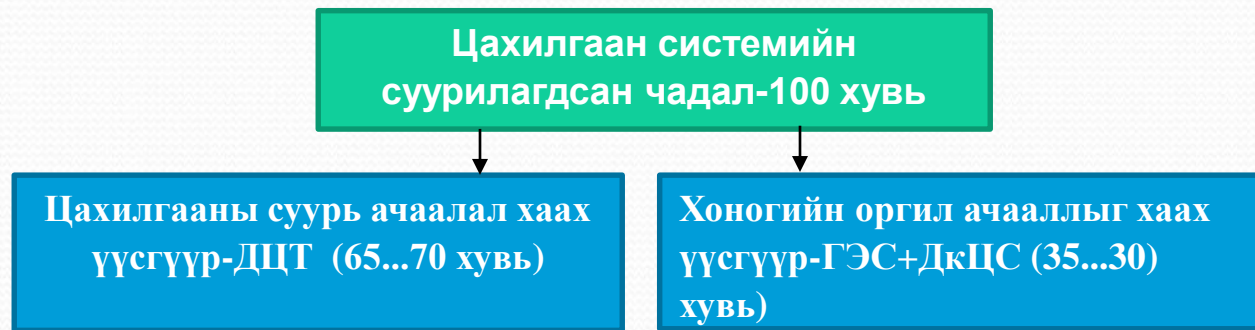 Цахилгаан системийн
суурилагдсан чадал-100 хувь
Цахилгааны суурь ачаалал хаах
үүсгүүр-ДЦТ (65...70 хувь)
Хоногийн оргил ачааллыг хаах
үүсгүүр-ГЭС+ДкЦС (35...30)
хувь)